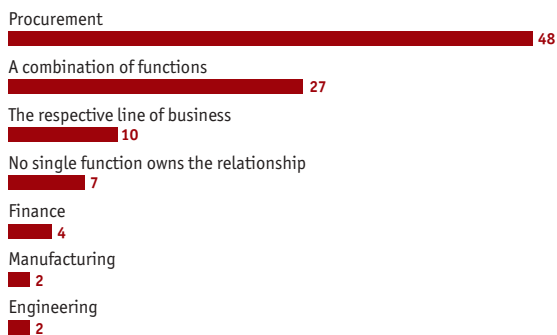 Procurement
48
A combination of functions
27
The respective line of business
10
No single function owns the relationship
7
Finance
4
Manufacturing
2
Engineering
2